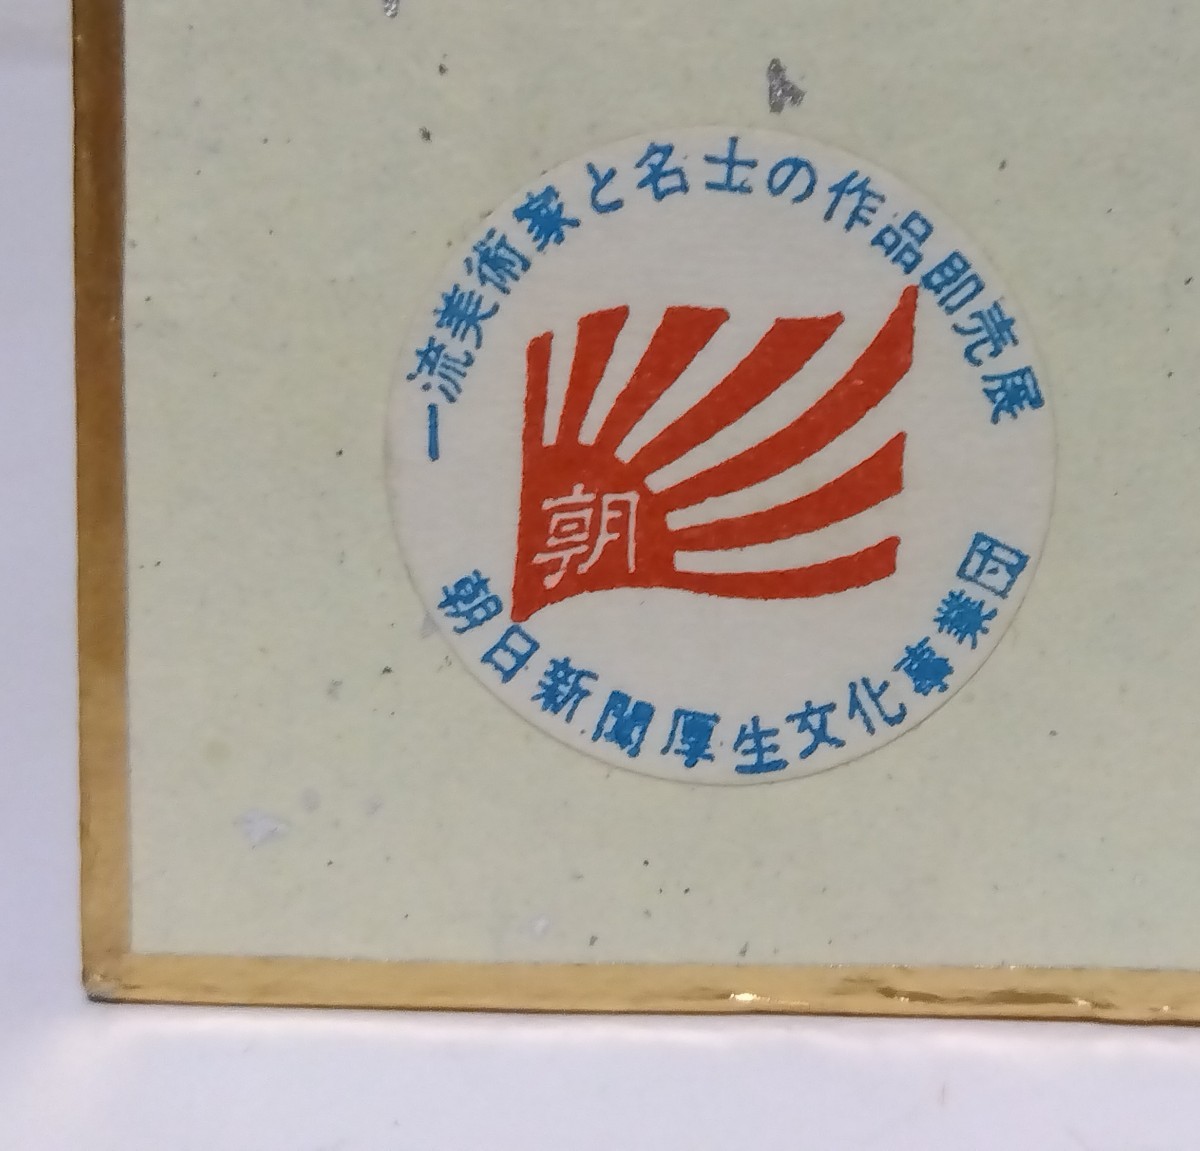 一流美術家と名士の作品即売展
朝
朝日新聞厚生文化事業団